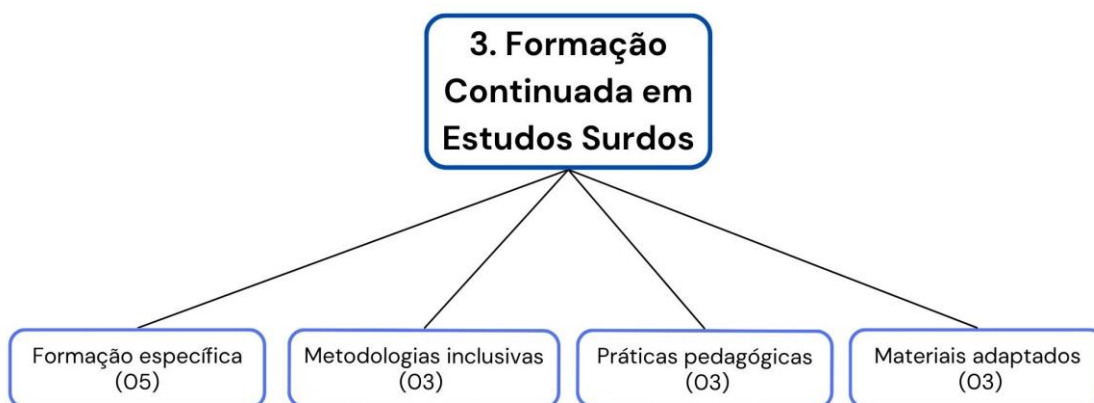 3. Formação
Continuada em
Estudos Surdos
Formação específica
(05)
Metodologias inclusivas
(03)
Práticas pedagógicas
(03)
Materiais adaptados
(03)